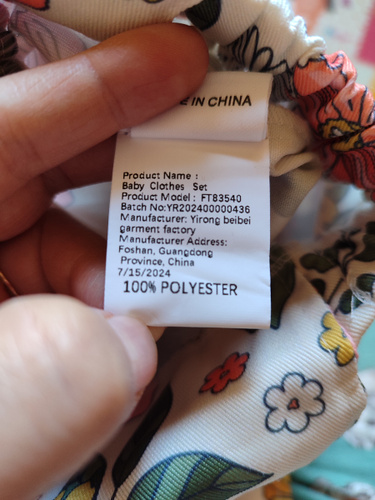 E IN CHINA
Product Name :
Baby Clothes Set
Product Model : FT83540
Batch No:YR202400000436
Manufacturer: Yirong beibei
garment factory
Manufacturer Address:
Foshan, Guangdong
Province, China
7/15/2024
100% POLYESTER